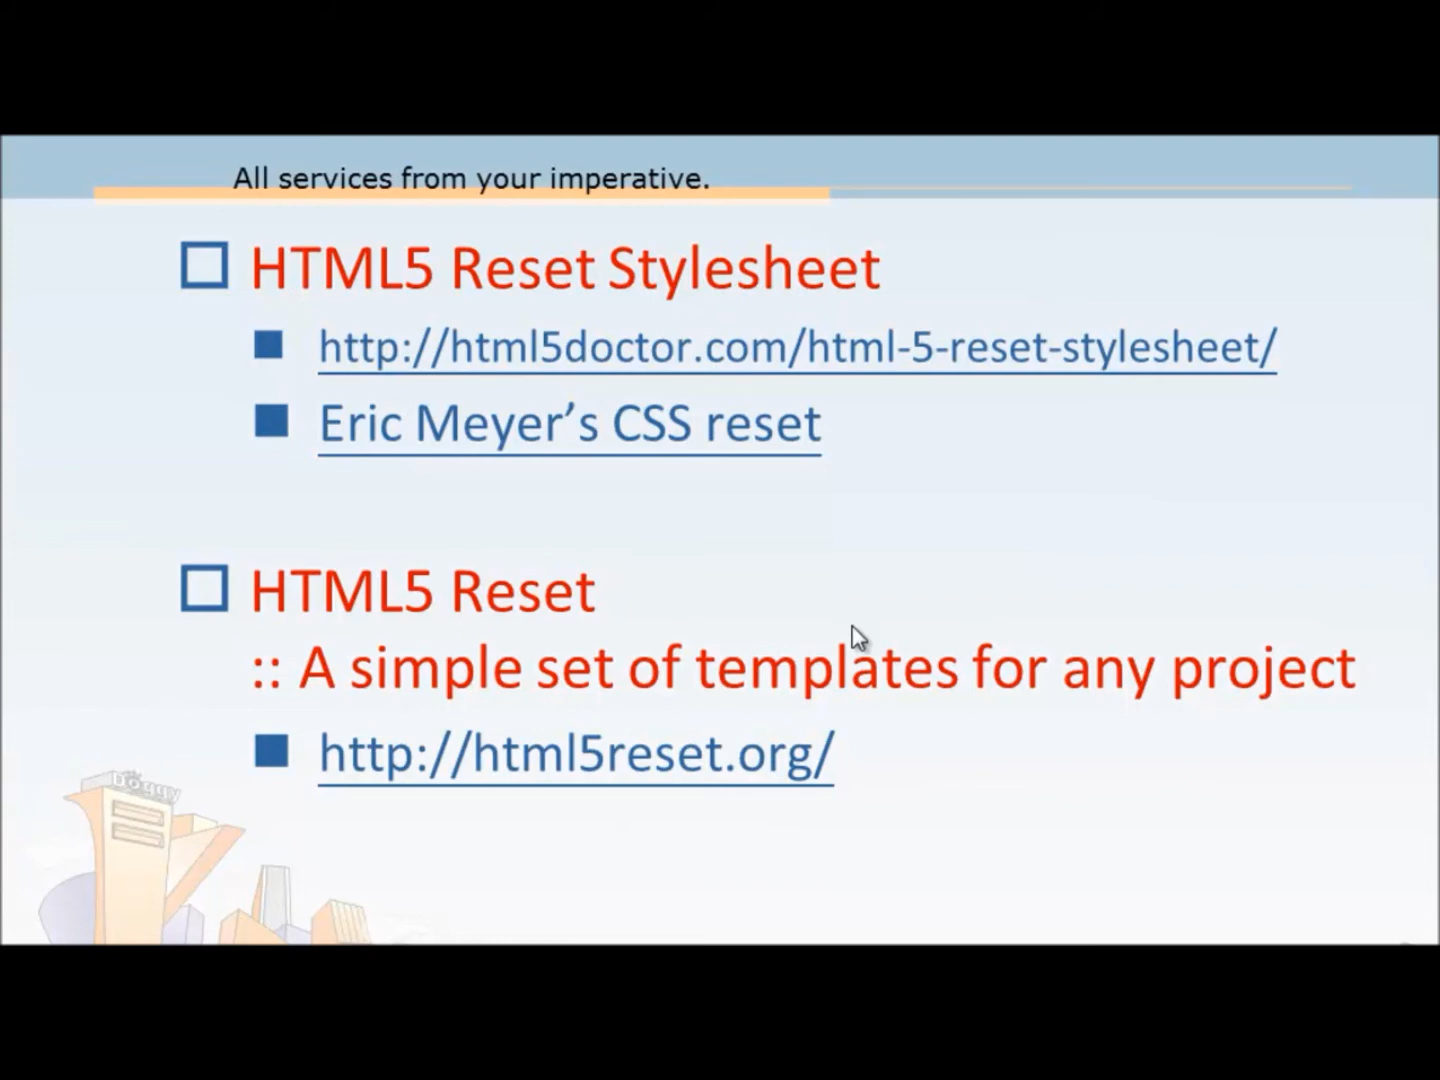 All services from your imperative.
HTML5 Reset Stylesheet
http://html5doctor.com/html-5-reset-stylesheet/
Eric Meyer’s CSS reset
HTML5 Reset
:: A simple set of templates for any project
http://html5reset.org/
Doggy